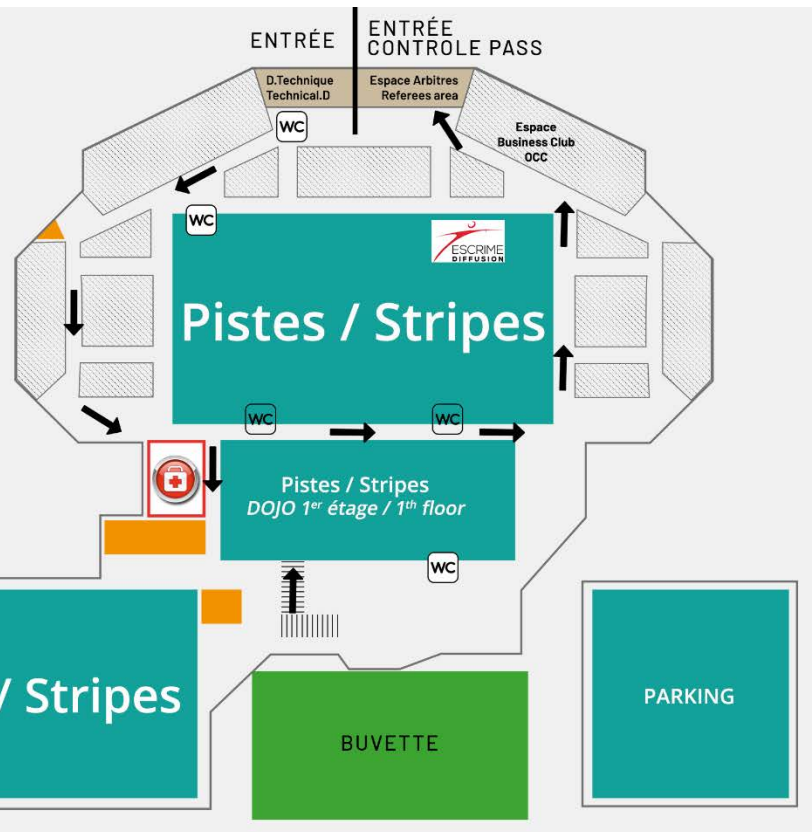 ENTRÉE
ENTRÉE
CONTROLE PASS
D.Technique
Technical.D
Espace Arbitres
Referees area
WC
Espace
Business Club
OCC
WC
ESCRIME
DIFFUSION
Pistes / Stripes
WC
WC
Pistes / Stripes
DOJO 1er étage / 1th floor
WC
/ Stripes
PARKING
BUVETTE